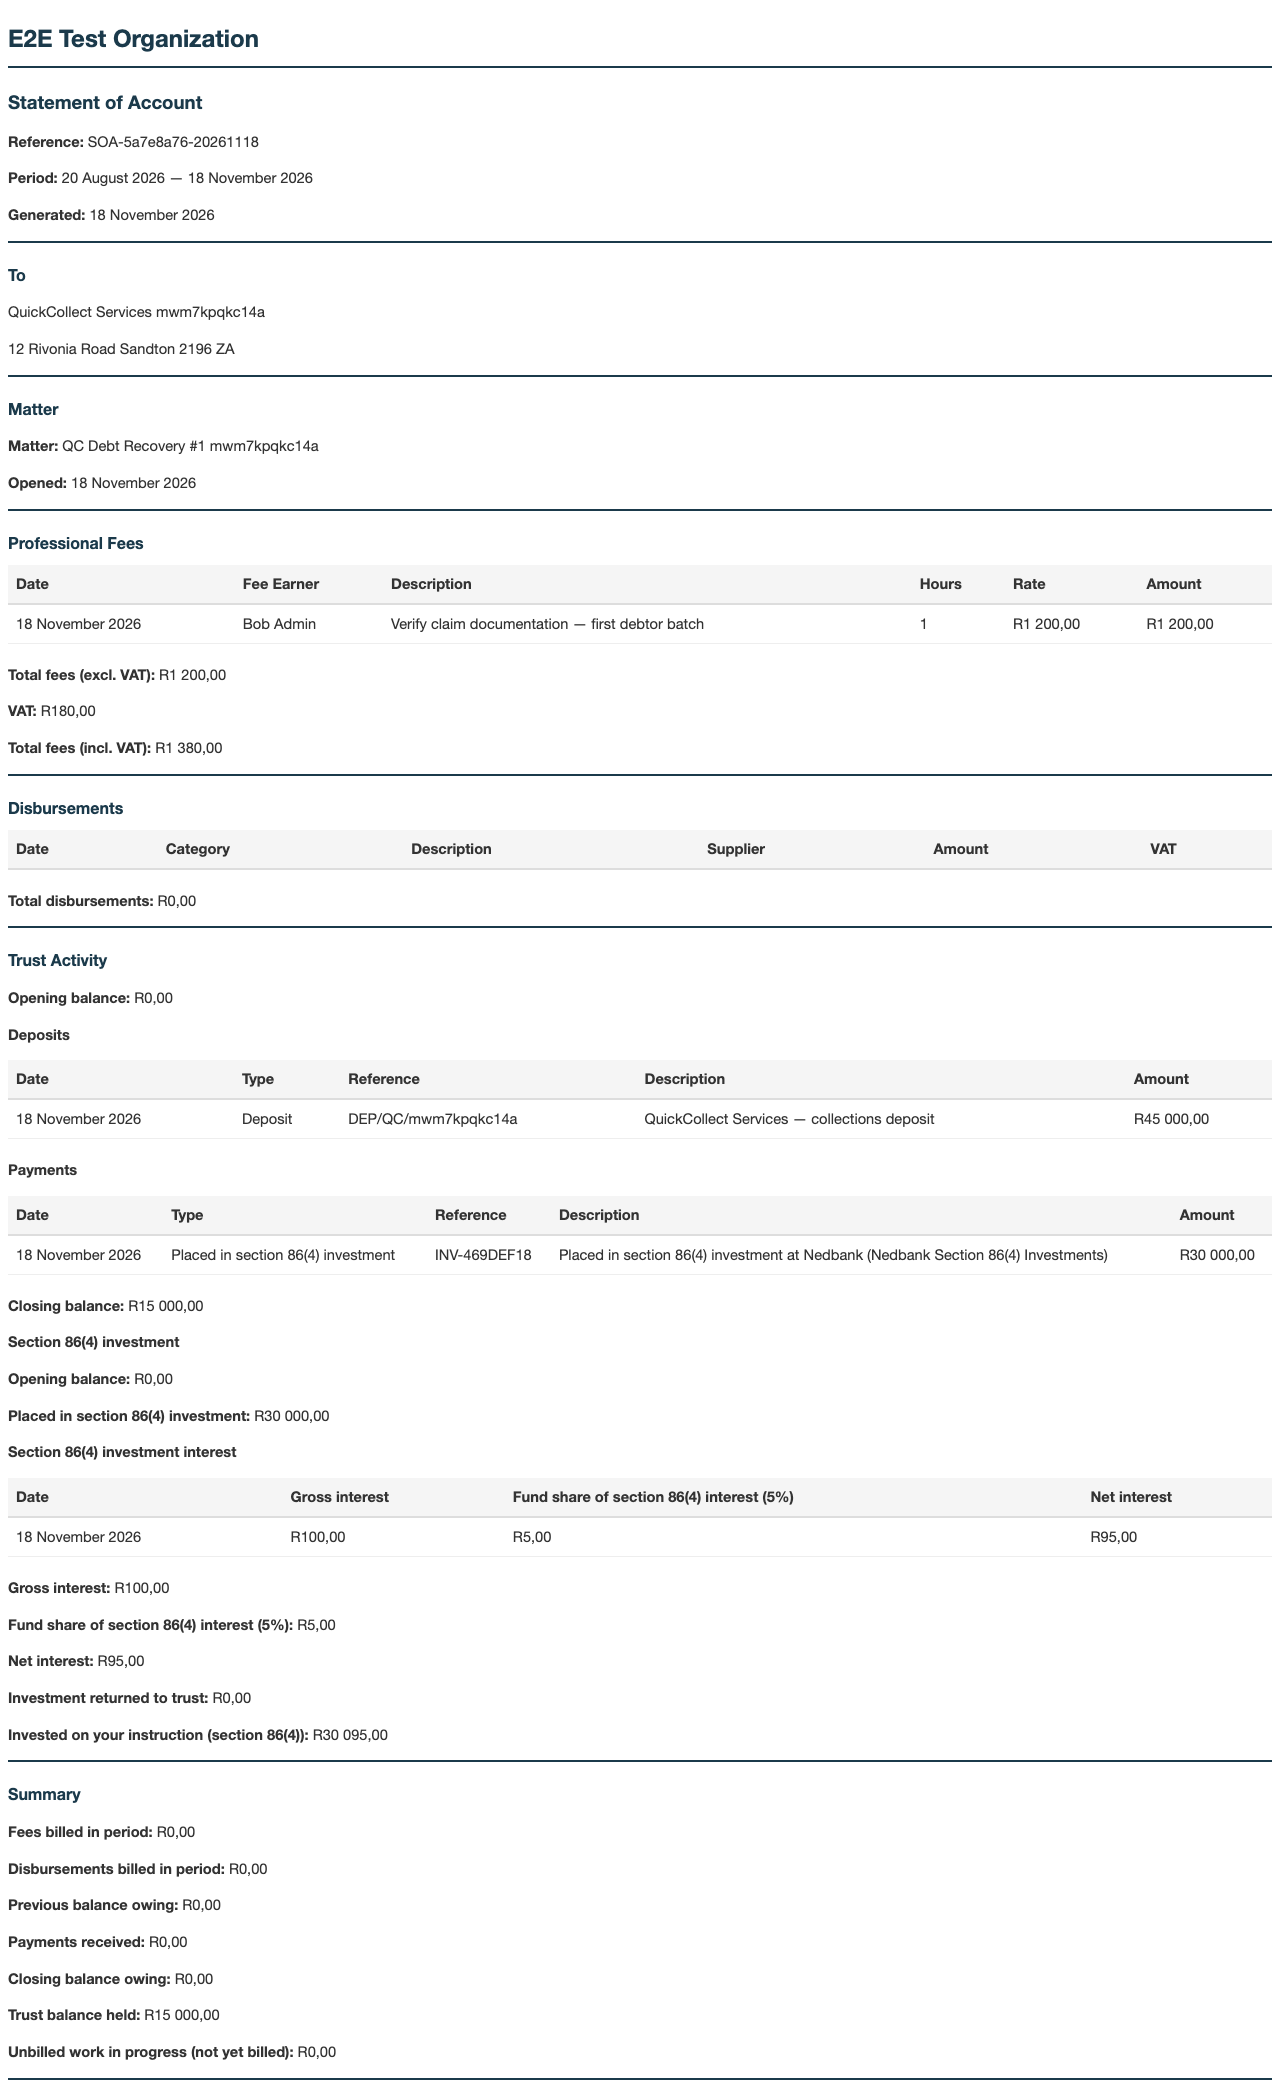 E2E Test Organization
Statement of Account
Reference: SOA-5a7e8a76-20261118
Period: 20 August 2026 — 18 November 2026
Generated: 18 November 2026
To
QuickCollect Services mwm7kpqkc14a
12 Rivonia Road Sandton 2196 ZA
Matter
Matter: QC Debt Recovery #1 mwm7kpqkc14a
Opened: 18 November 2026
Professional Fees
Date Fee Earner Description Hours Rate Amount
18 November 2026 Bob Admin Verify claim documentation — first debtor batch 1 R1 200,00 R1 200,00
Total fees (excl. VAT): R1 200,00
VAT: R180,00
Total fees (incl. VAT): R1 380,00
Disbursements
Date Category Description Supplier Amount VAT
Total disbursements: R0,00
Trust Activity
Opening balance: R0,00
Deposits
Date Type Reference Description Amount
18 November 2026 Deposit DEP/QC/mwm7kpqkc14a QuickCollect Services — collections deposit R45 000,00
Payments
Date Type Reference Description Amount
18 November 2026 Placed in section 86(4) investment INV-469DEF18 Placed in section 86(4) investment at Nedbank (Nedbank Section 86(4) Investments) R30 000,00
Closing balance: R15 000,00
Section 86(4) investment
Opening balance: R0,00
Placed in section 86(4) investment: R30 000,00
Section 86(4) investment interest
Date Gross interest Fund share of section 86(4) interest (5%) Net interest
18 November 2026 R100,00 R5,00 R95,00
Gross interest: R100,00
Fund share of section 86(4) interest (5%): R5,00
Net interest: R95,00
Investment returned to trust: R0,00
Invested on your instruction (section 86(4)): R30 095,00
Summary
Fees billed in period: R0,00
Disbursements billed in period: R0,00
Previous balance owing: R0,00
Payments received: R0,00
Closing balance owing: R0,00
Trust balance held: R15 000,00
Unbilled work in progress (not yet billed): R0,00